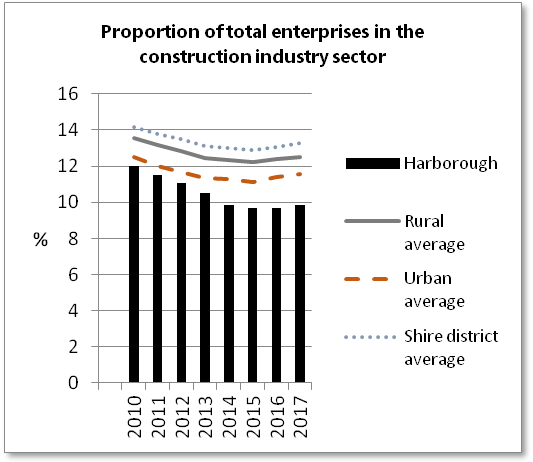 Proportion of total enterprises in the
construction industry sector
16
14
12
10
8
6
4
2
0
%
2010
2011
2012
2013
2014
2015
2016
2017
Harborough
Rural
average
Urban
average
Shire district
average